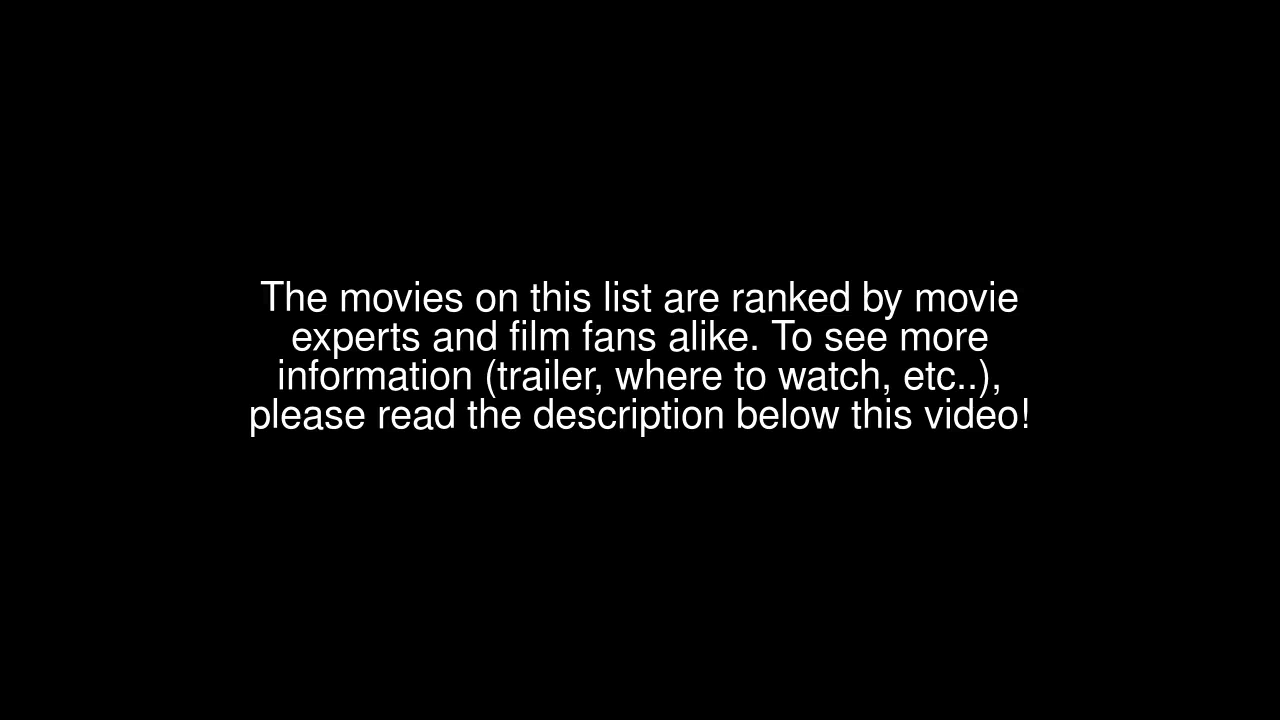 The movies on this list are ranked by movie
experts and film fans alike. To see more
information (trailer, where to watch, etc..),
please read the description below this video!